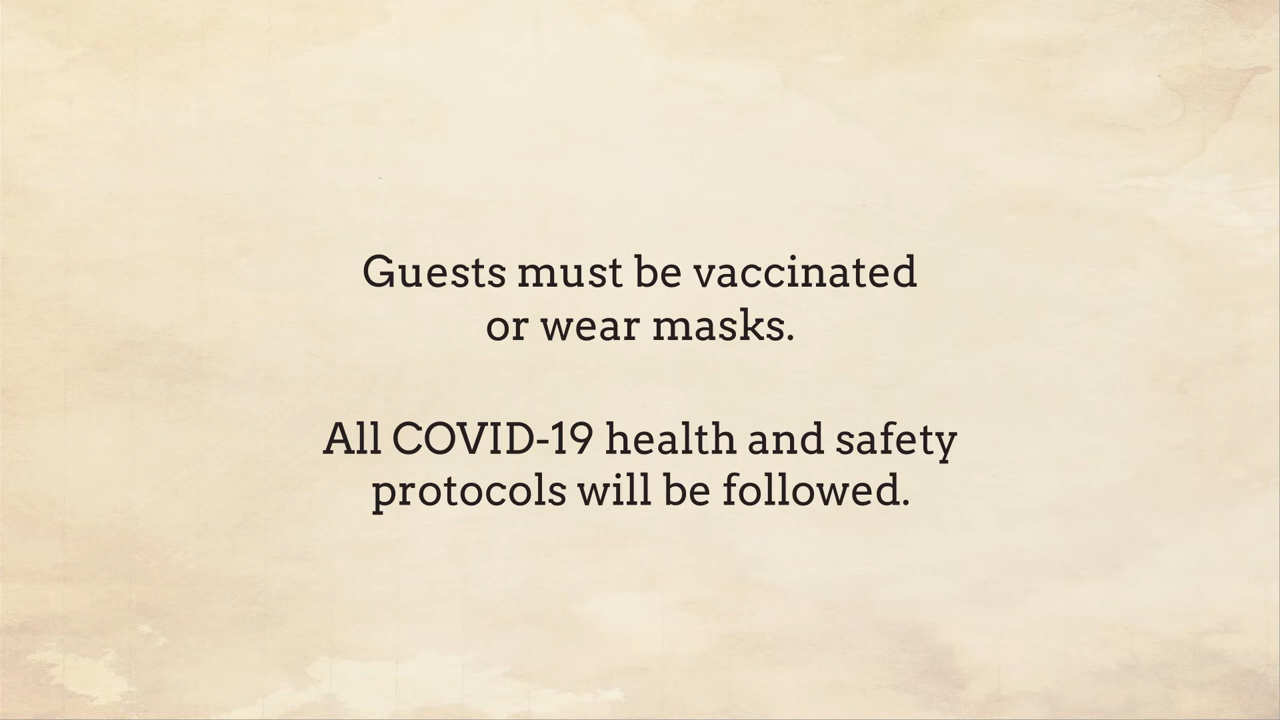 Guests must be vaccinated
or wear masks.
All COVID-19 health and safety
protocols will be followed.